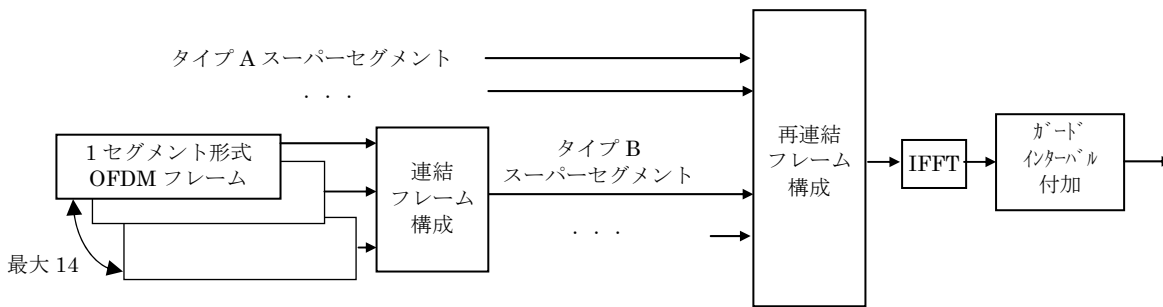 タイプ A スーパーセグメント
. . .
1 セグメント形式
OFDM フレーム
最大 14
連結
フレーム
構成
タイプ B
スーパーセグメント
. . .
再連結
フレーム
構成
IFFT
ガード
インターバル
付加